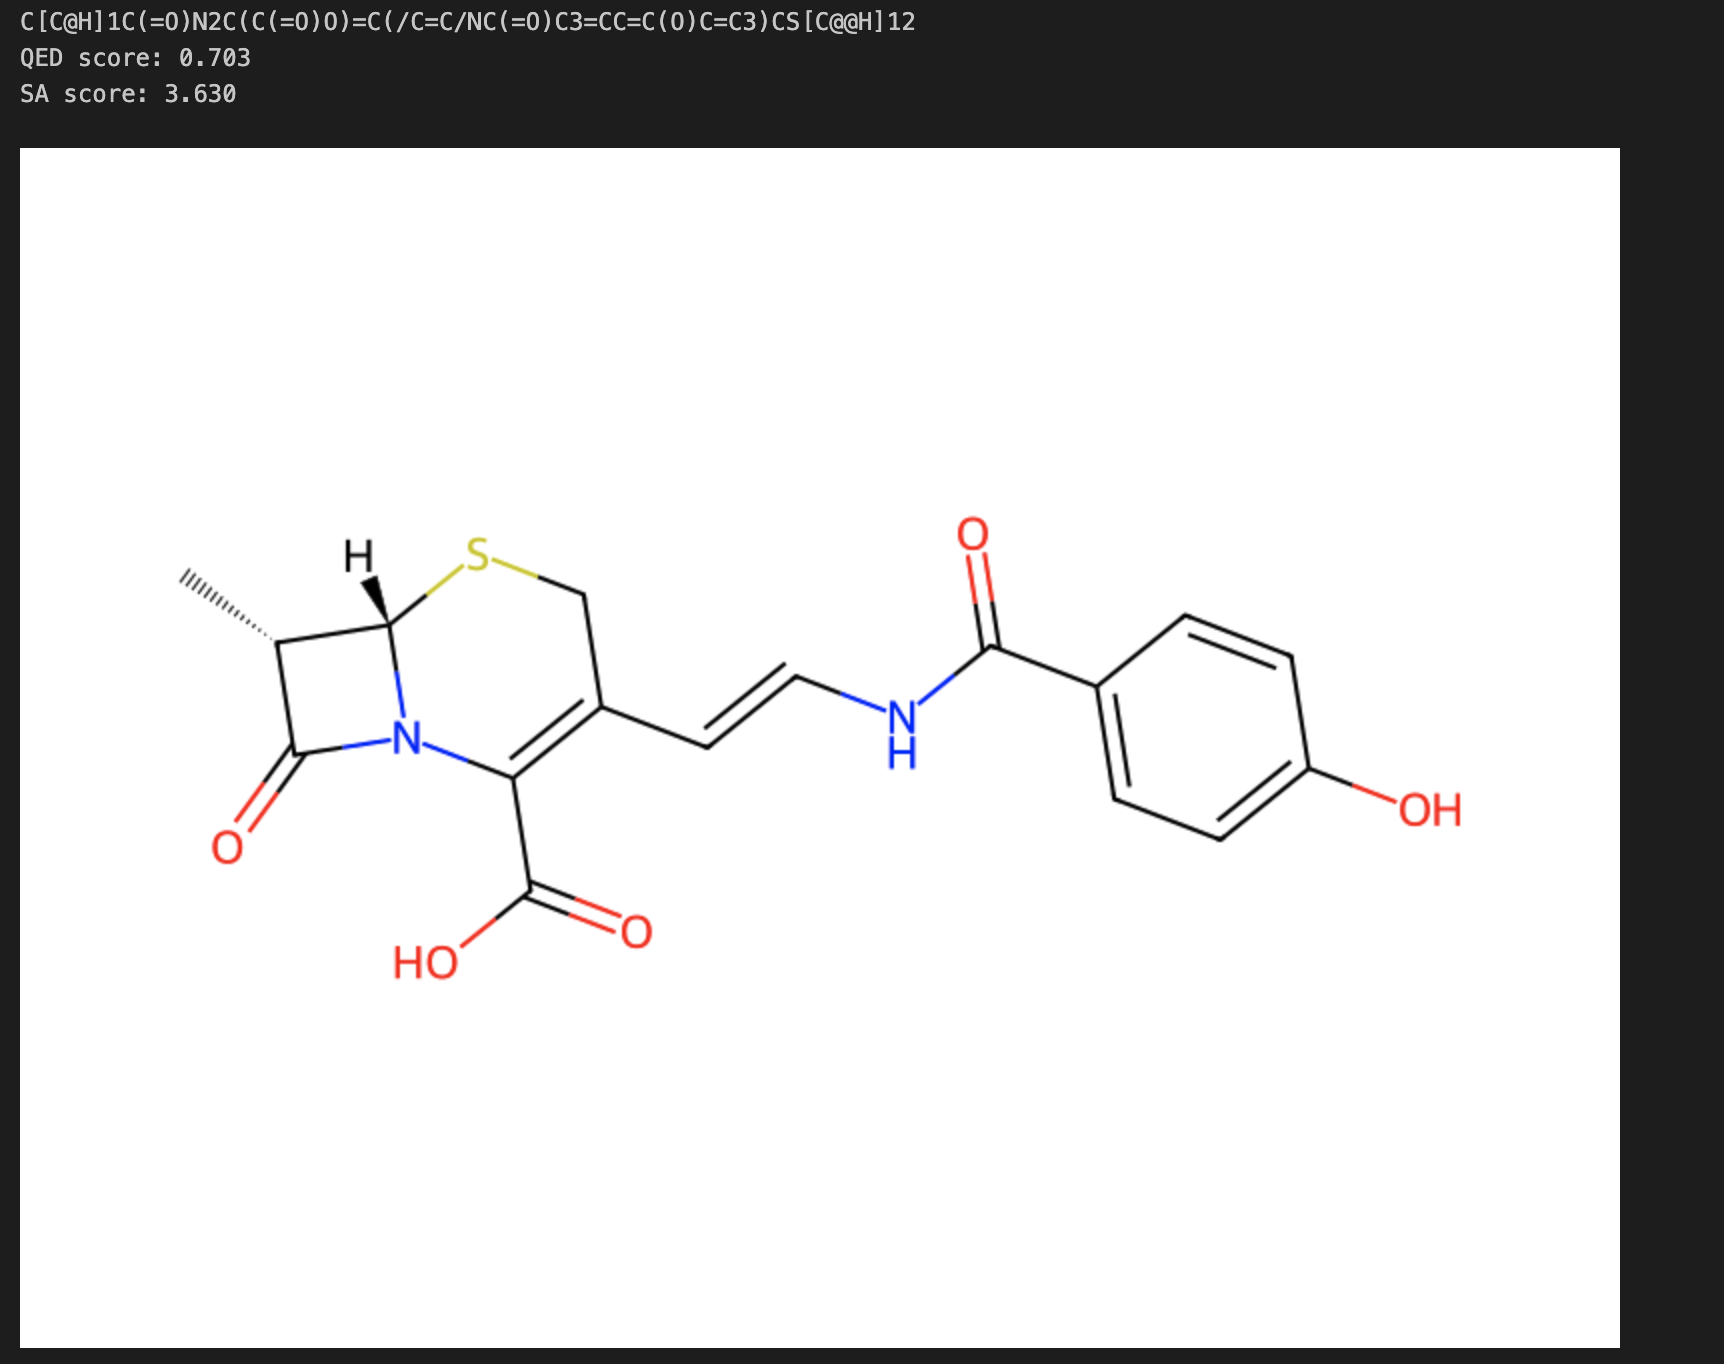 C[C@H]1C(=O)N2C(C(=O)O)=C(/C=C/NC(=O)C3=CC=C(O)C=C3)CS[C@@H]12
QED score: 0.703
SA score: 3.630
O
H
S
N
H
N
OH
O
O
HO